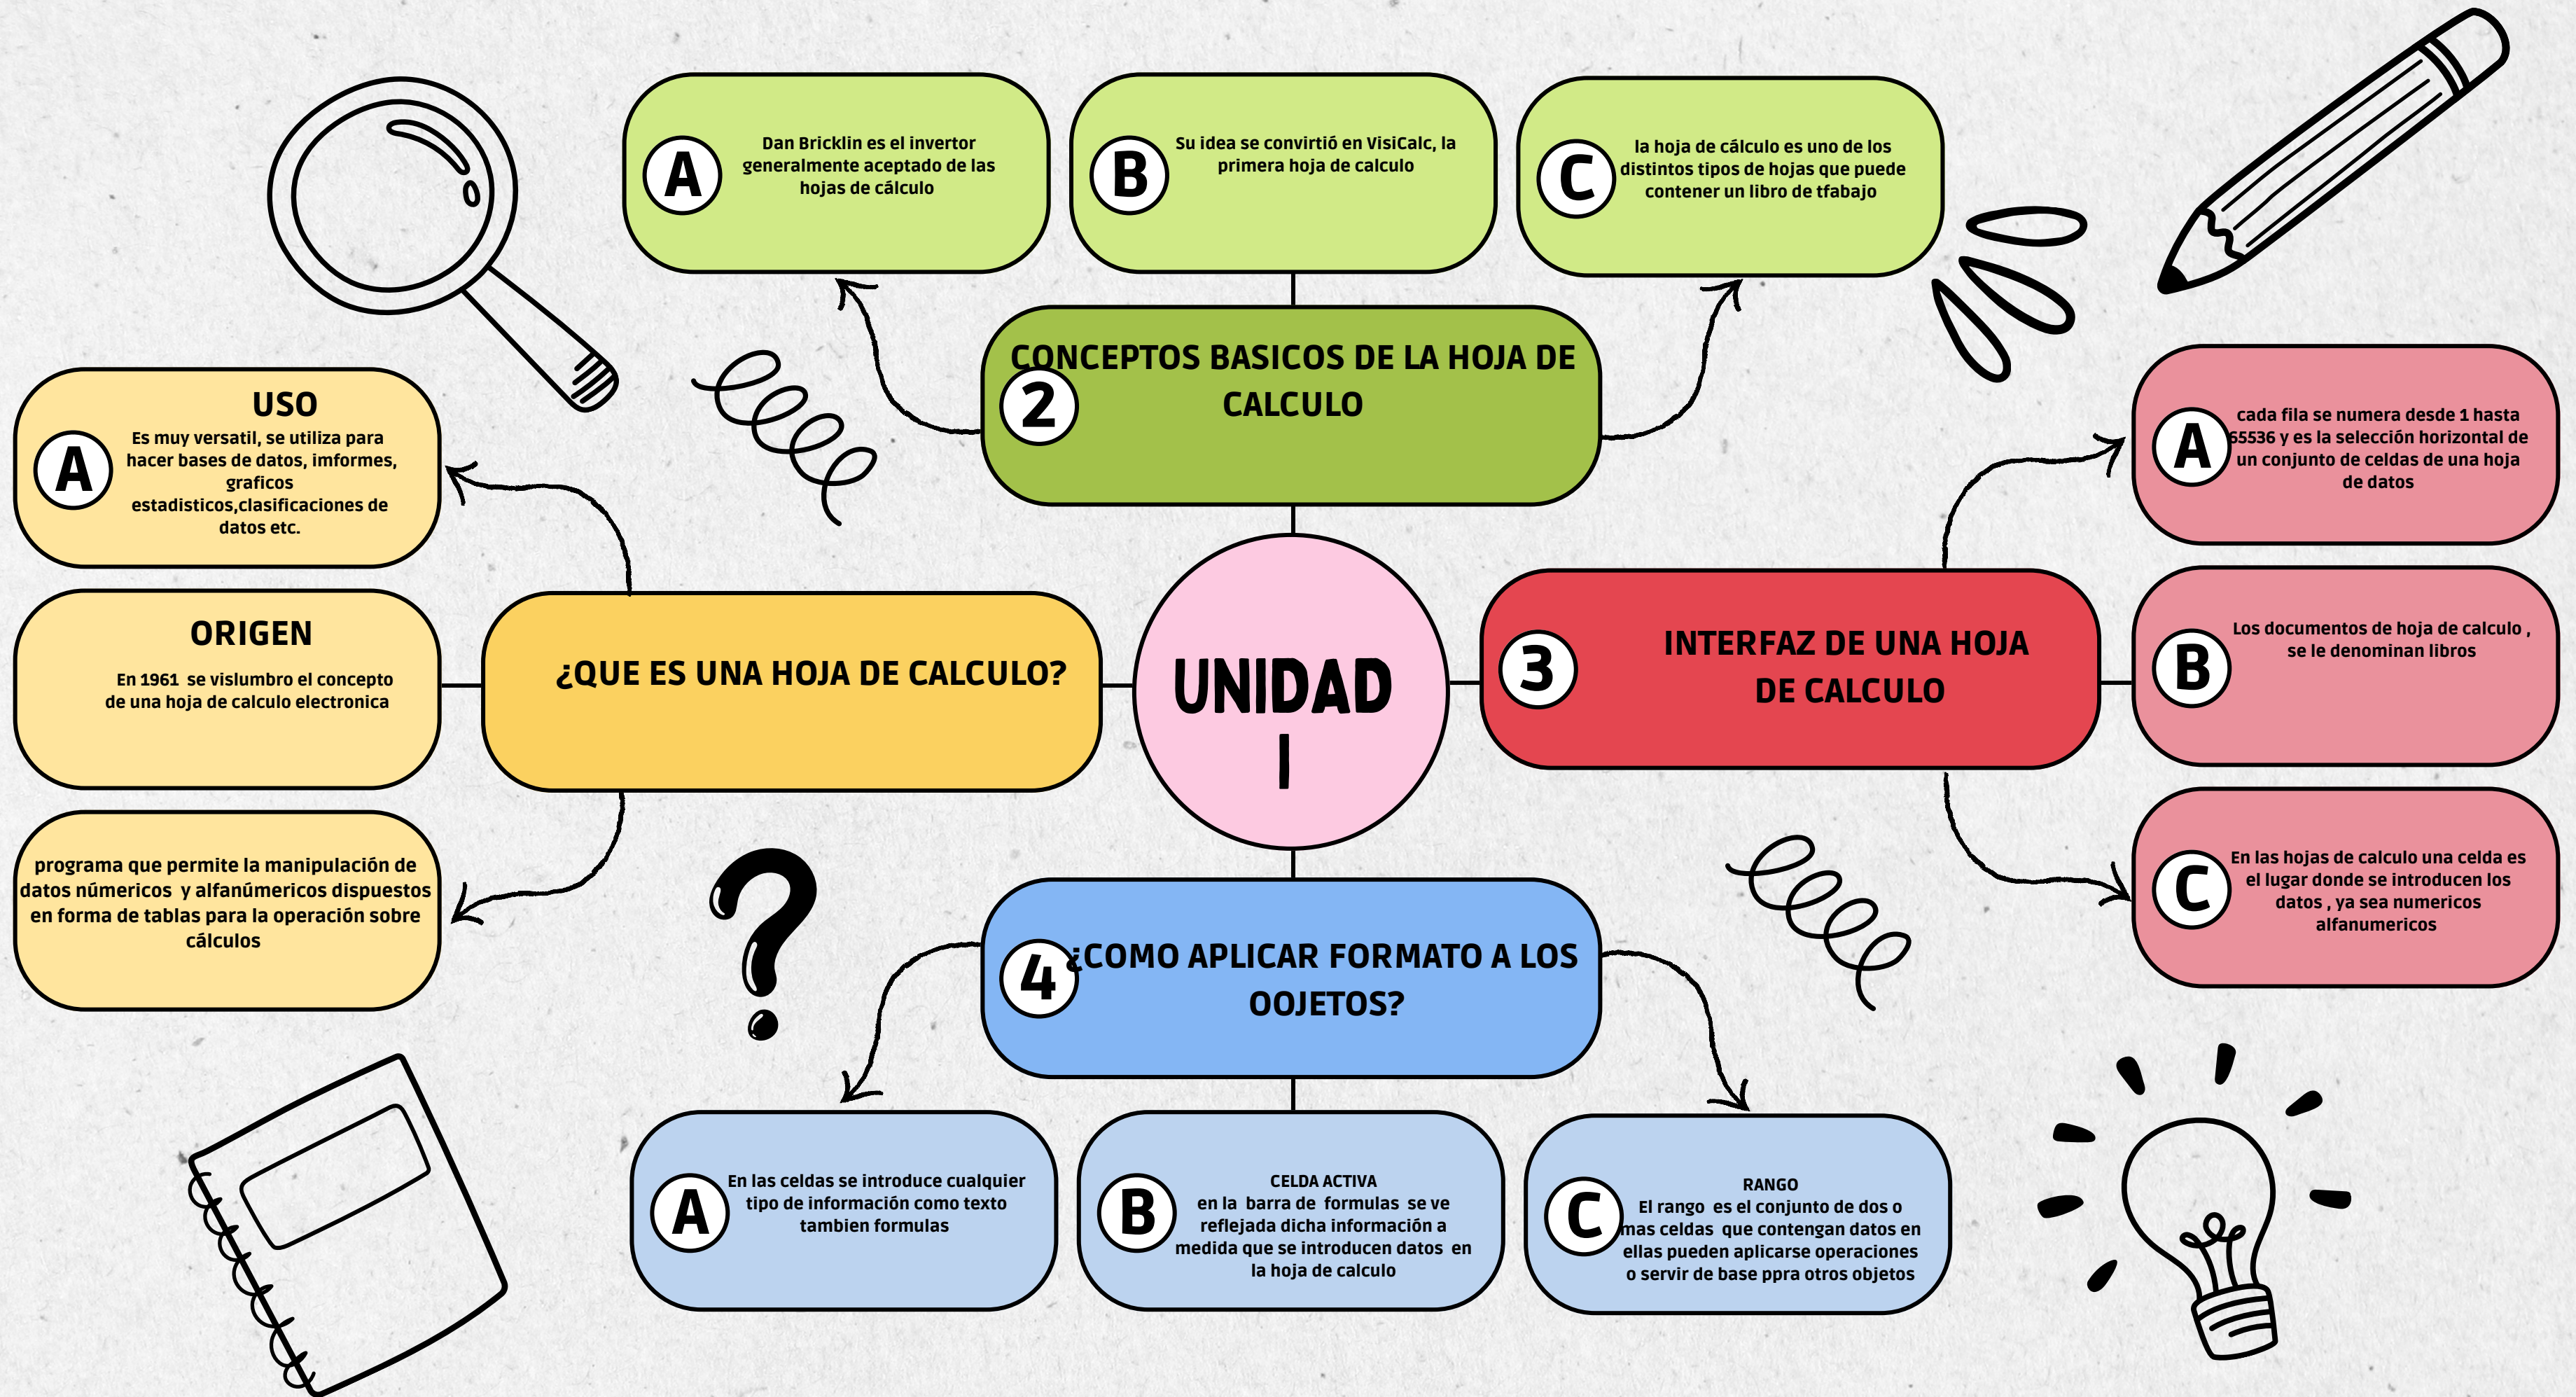 A
Dan Bricklin es el invertor
generalmente aceptado de las
hojas de cálculo
B
Su idea se convirtió en VisiCalc, la
primera hoja de calculo
C
la hoja de cálculo es uno de los
distintos tipos de hojas que puede
contener un libro de tfabajo
2
CONCEPTOS BASICOS DE LA HOJA DE
CALCULO
USO
A
Es muy versatil, se utiliza para
hacer bases de datos, imformes,
graficos
estadisticos,clasificaciones de
datos etc.
ORIGEN
En 1961 se vislumbro el concepto
de una hoja de calculo electronica
programa que permite la manipulación de
datos númericos y alfanúmericos dispuestos
en forma de tablas para la operación sobre
cálculos
¿QUE ES UNA HOJA DE CALCULO?
UNIDAD
I
3
INTERFAZ DE UNA HOJA
DE CALCULO
A
cada fila se numera desde 1 hasta
65536 y es la selección horizontal de
un conjunto de celdas de una hoja
de datos
B
Los documentos de hoja de calculo ,
se le denominan libros
C
En las hojas de calculo una celda es
el lugar donde se introducen los
datos , ya sea numericos
alfanumericos
4
¿COMO APLICAR FORMATO A LOS
OOJETOS?
A
En las celdas se introduce cualquier
tipo de información como texto
tambien formulas
B
CELDA ACTIVA
en la barra de formulas se ve
reflejada dicha información a
medida que se introducen datos en
la hoja de calculo
C
RANGO
El rango es el conjunto de dos o
mas celdas que contengan datos en
ellas pueden aplicarse operaciones
o servir de base ppra otros objetos
?